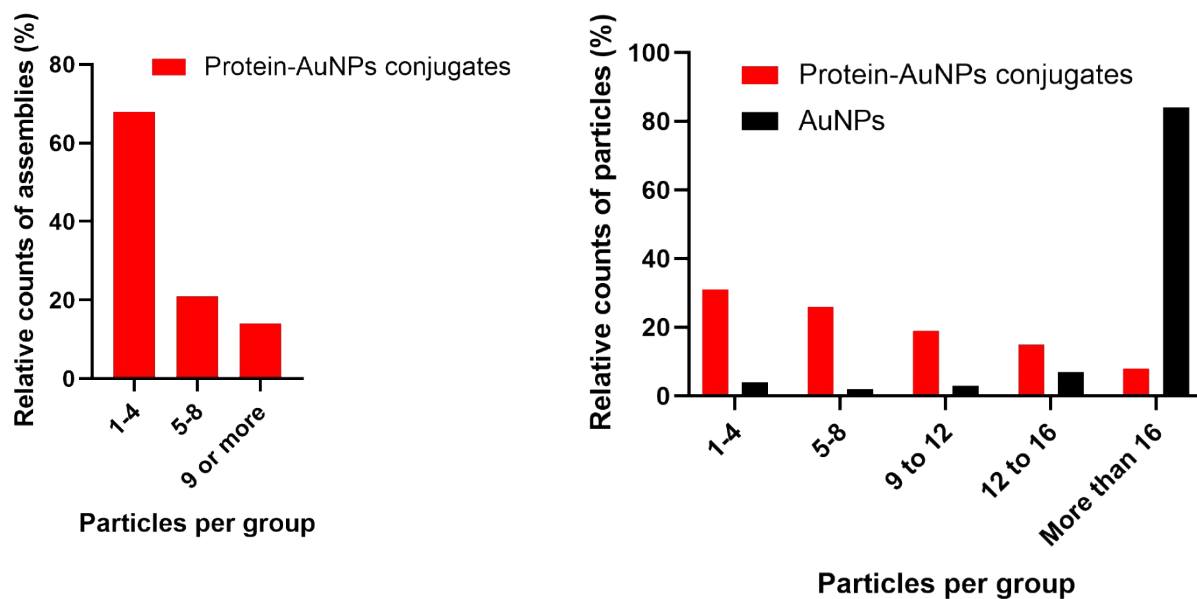 Relative counts of assemblies (%)
80
60
40
20
0
Protein-AuNPs conjugates
1-4
5-8
9 or more
Particles per group
Relative counts of particles (%)
100
80
60
40
20
0
Protein-AuNPs conjugates
AuNPs
1-4
5-8
9 to 12
12 to 16
More than 16
Particles per group